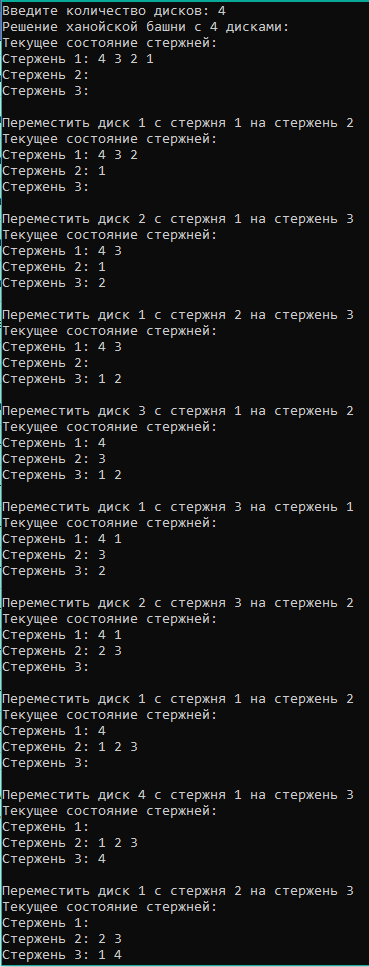 Введите количество дисков: 4
Решение ханойской башни с 4 дисками:
Текущее состояние стержней:
Стержень 1: 4 3 2 1
Стержень 2:
Стержень 3:
Переместить диск 1 с стержня 1 на стержень 2
Текущее состояние стержней:
Стержень 1: 4 3 2
Стержень 2: 1
Стержень 3:
Переместить диск 2 с стержня 1 на стержень 3
Текущее состояние стержней:
Стержень 1: 4 3
Стержень 2: 1
Стержень 3: 2
Переместить диск 1 с стержня 2 на стержень 3
Текущее состояние стержней:
Стержень 1: 4 3
Стержень 2:
Стержень 3: 1 2
Переместить диск 3 с стержня 1 на стержень 2
Текущее состояние стержней:
Стержень 1: 4
Стержень 2: 3
Стержень 3: 1 2
Переместить диск 1 с стержня 3 на стержень 1
Текущее состояние стержней:
Стержень 1: 4 1
Стержень 2: 3
Стержень 3: 2
Переместить диск 2 с стержня 3 на стержень 2
Текущее состояние стержней:
Стержень 1: 4 1
Стержень 2: 2 3
Стержень 3:
Переместить диск 1 с стержня 1 на стержень 2
Текущее состояние стержней:
Стержень 1: 4
Стержень 2: 1 2 3
Стержень 3:
Переместить диск 4 с стержня 1 на стержень 3
Текущее состояние стержней:
Стержень 1:
Стержень 2: 1 2 3
Стержень 3: 4
Переместить диск 1 с стержня 2 на стержень 3
Текущее состояние стержней:
Стержень 1:
Стержень 2: 2 3
Стержень 3: 1 4